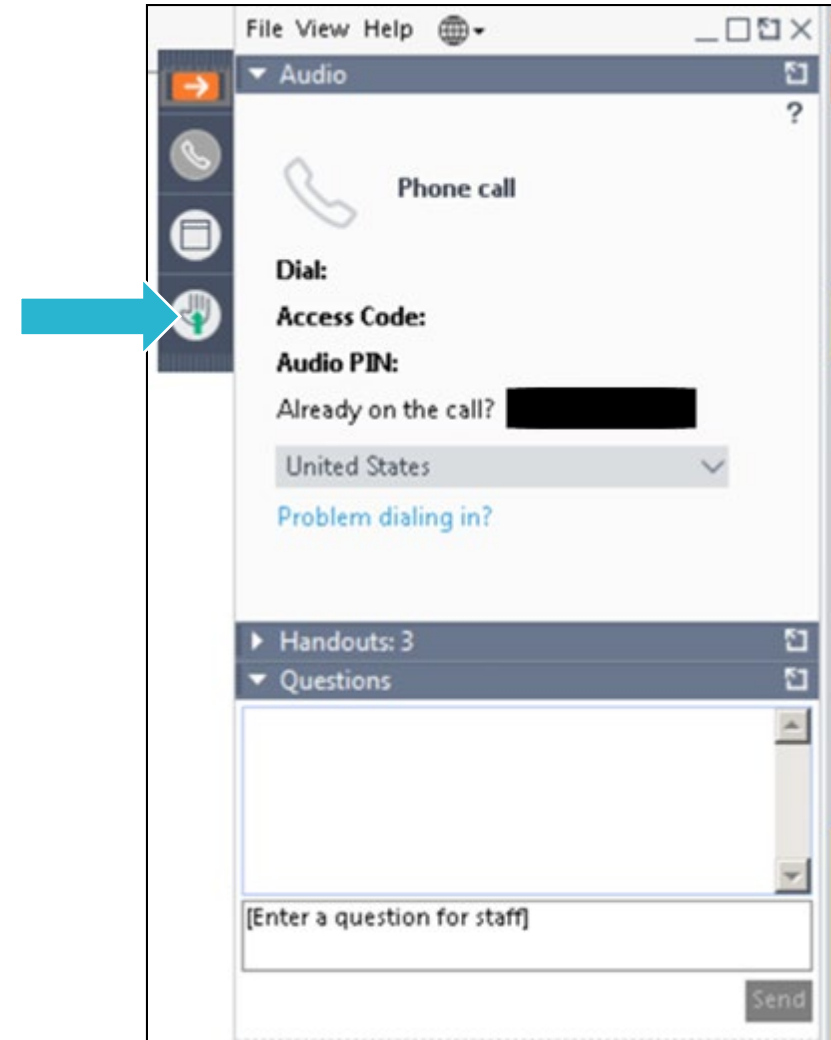 File View Help
Audio
?
Phone call
Dial:
Access Code:
Audio PIN:
Already on the call?
United States
Problem dialing in?
Handouts: 3
Questions
[Enter a question for staff]
Send